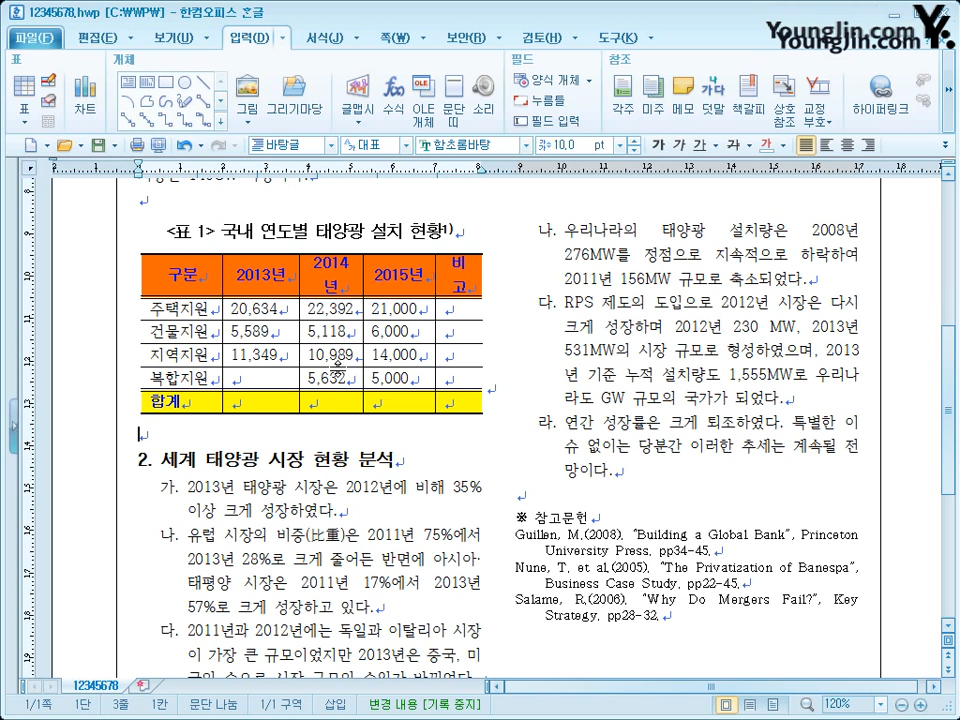 12345678.hwp [C:\WP\] - 한컴오피스 한글
YoungJin.com Y.
YoungJin.com
파일(F) 편집(E) 보기(U) 입력(D) 서식(J) 쪽(W) 보안(R) 검토(H) 도구(K)
표 개체 필드 참조
표 차트 그림 그리기마당 글맵시 수식 OLE 개체 문단 띠 소리 양식 개체 누름틀 필드 입력 각주 미주 메모 덧말 책갈피 상호 참조 교정 부호 하이퍼링크
바탕글 대표 함초롬바탕 10.0 pt 가 가 가 가 가
1 1 2 3 4 5 6 7 8 10 11 12 13 14 15 16 17 18
<표 1> 국내 연도별 태양광 설치 현황1)
구분 2013년 2014년 2015년 비고
주택지원 20,634 22,392 21,000
건물지원 5,589 5,118 6,000
지역지원 11,349 10,989 14,000
복합지원 5,632 5,000
합계
2. 세계 태양광 시장 현황 분석
가. 2013년 태양광 시장은 2012년에 비해 35%
이상 크게 성장하였다.
나. 유럽 시장의 비중(比重)은 2011년 75%에서
2013년 28%로 크게 줄어든 반면에 아시아·
태평양 시장은 2011년 17%에서 2013년
57%로 크게 성장하고 있다.
다. 2011년과 2012년에는 독일과 이탈리아 시장
이 가장 큰 규모이었지만 2013년은 중국, 미
나. 우리나라의 태양광 설치량은 2008년
276MW를 정점으로 지속적으로 하락하여
2011년 156MW 규모로 축소되었다.
다. RPS 제도의 도입으로 2012년 시장은 다시
크게 성장하며 2012년 230 MW, 2013년
531MW의 시장 규모로 형성하였으며, 2013
년 기준 누적 설치량도 1,555MW로 우리나
라도 GW 규모의 국가가 되었다.
라. 연간 성장률은 크게 퇴조하였다. 특별한 이
슈 없이는 당분간 이러한 추세는 계속될 전
망이다.
※ 참고문헌
Guillen, M.(2008). "Building a Global Bank", Princeton
University Press. pp34-45.
Nune, T. et al.(2005). "The Privatization of Banespa",
Business Case Study. pp22-45.
Salame, R.(2006). "Why Do Mergers Fail?", Key
Strategy. pp28-32.
12345678
1/1쪽 1단 3줄 1칸 문단 나눔 1/1 구역 삽입 변경 내용 [기록 중지] 120%